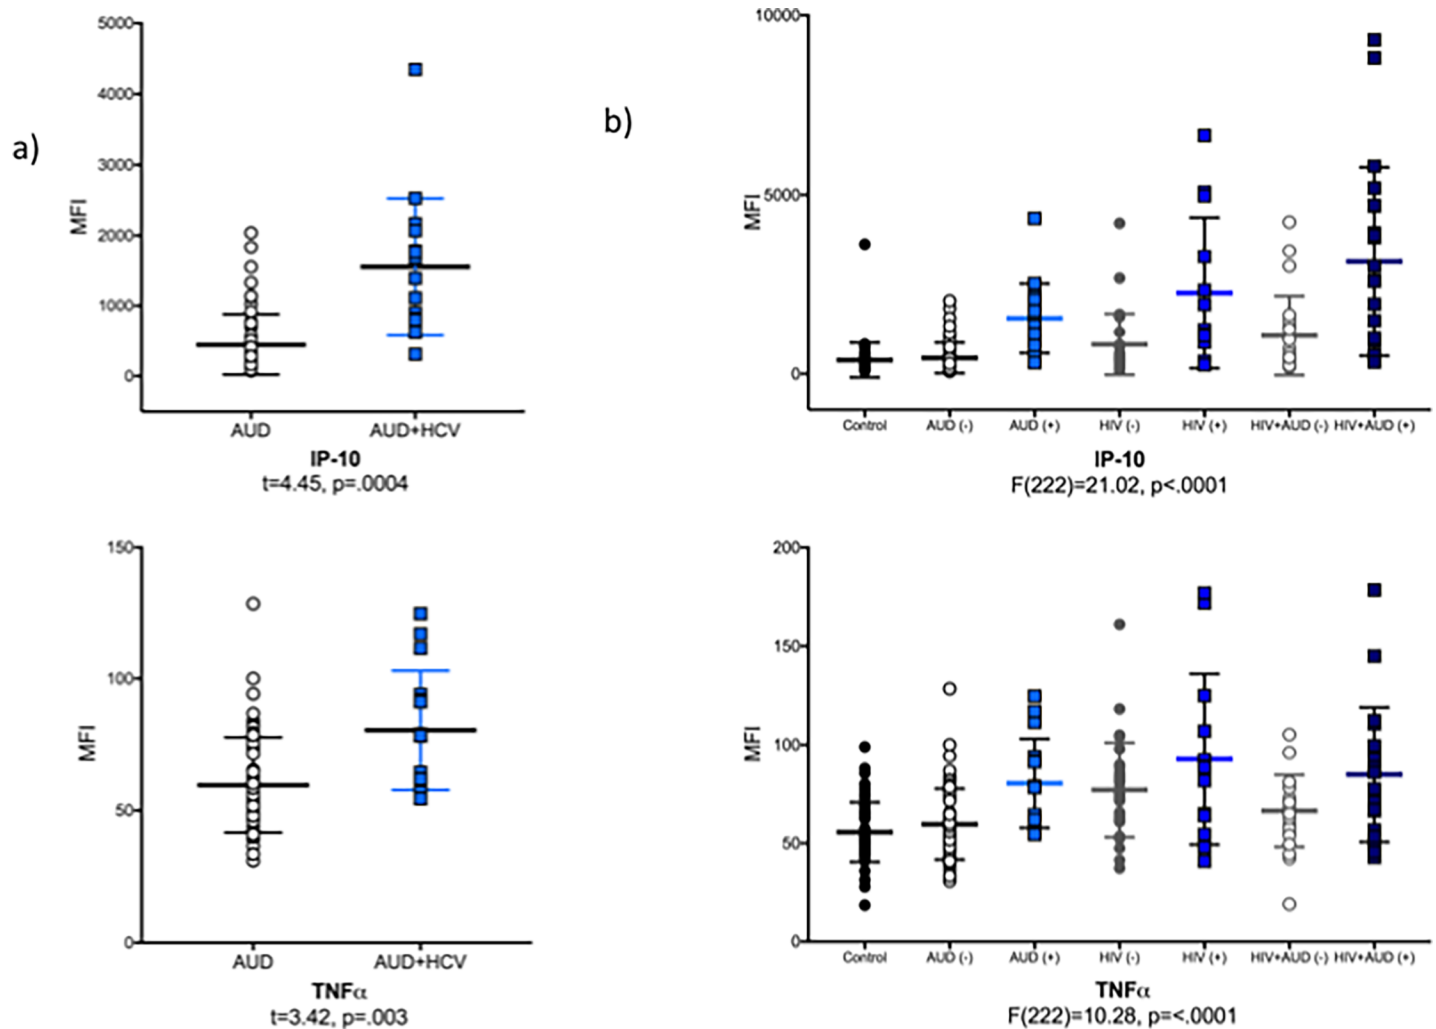 a)
5000
4000
3000
2000
1000
0
MFI
AUD AUD+HCV
IP-10
t=4.45, p=.0004
b)
10000
5000
0
MFI
Control AUD (-) AUD (+) HIV (-) HIV (+) HIV+AUD (-) HIV+AUD (+)
IP-10
F(222)=21.02, p<.0001
150
100
50
0
MFI
AUD AUD+HCV
TNFα
t=3.42, p=.003
200
150
100
50
0
MFI
Control AUD (-) AUD (+) HIV (-) HIV (+) HIV+AUD (-) HIV+AUD (+)
TNFα
F(222)=10.28, p=<.0001